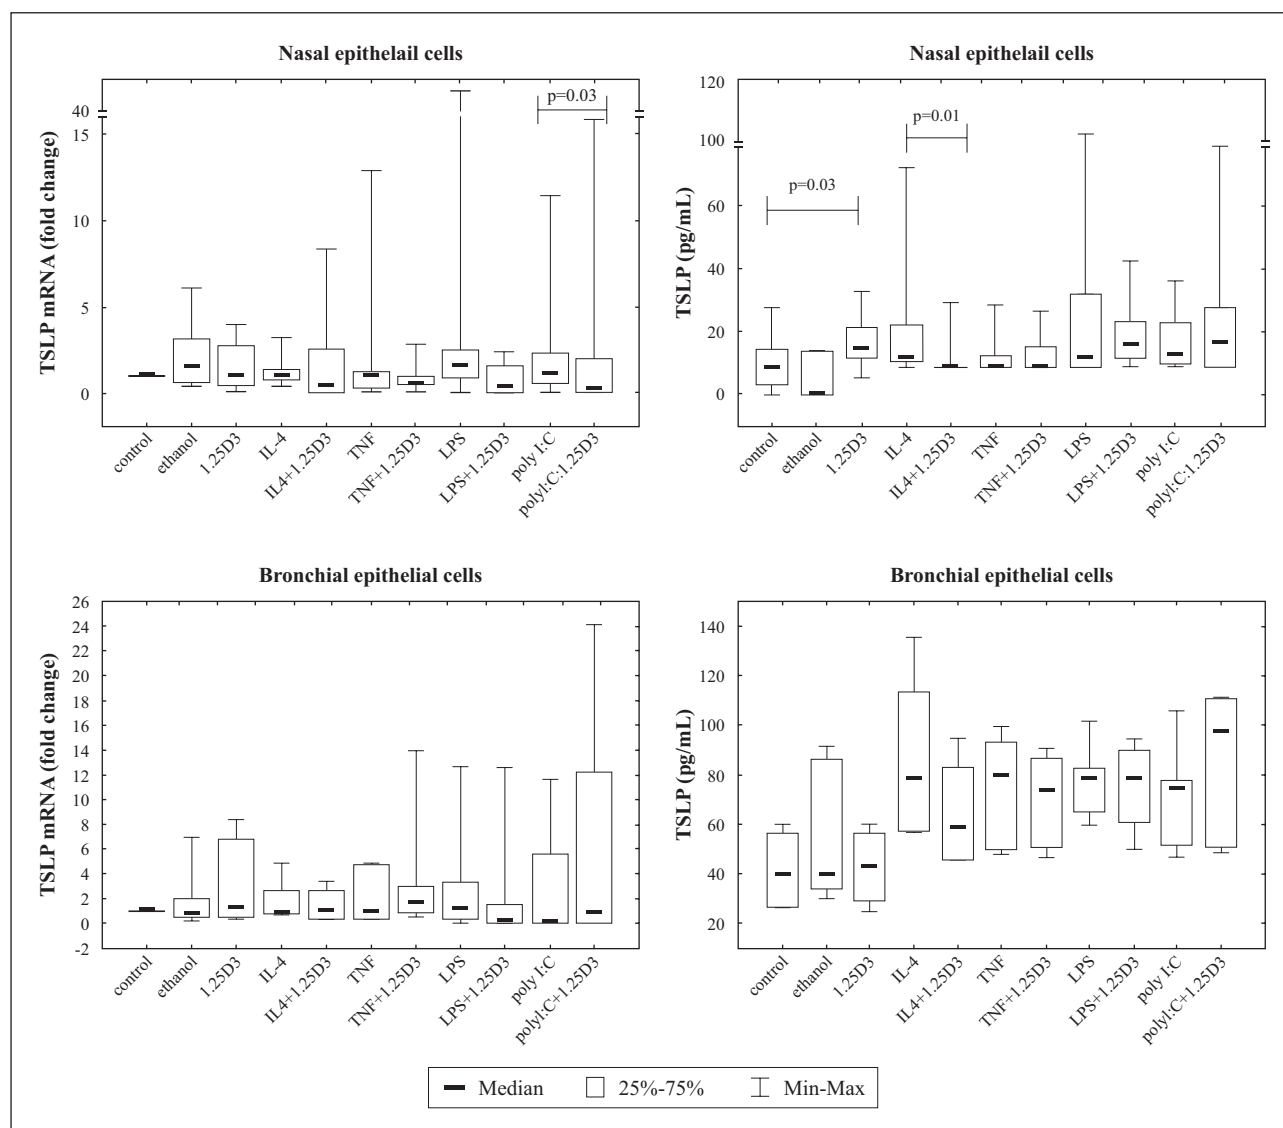 Nasal epithelail cells
TSLP mRNA (fold change)
40
15
10
5
0
p=0.03
control
ethanol
1.25D3
IL-4
IL4+1.25D3
TNF
TNF+1.25D3
LPS
LPS+1.25D3
poly I:C
polyI:C:1.25D3
Nasal epithelail cells
TSLP (pg/mL)
120
100
60
40
20
0
p=0.03
p=0.01
control
ethanol
1.25D3
IL-4
IL4+1.25D3
TNF
TNF+1.25D3
LPS
LPS+1.25D3
poly I:C
polyI:C:1.25D3
Bronchial epithelial cells
TSLP mRNA (fold change)
26
24
22
20
18
16
14
12
10
8
6
4
2
0
-2
control
ethanol
1.25D3
IL-4
IL4+1.25D3
TNF
TNF+1.25D3
LPS
LPS+1.25D3
poly I:C
polyI:C+1.25D3
Bronchial epithelial cells
TSLP (pg/mL)
140
120
100
80
60
40
20
control
ethanol
1.25D3
IL-4
IL4+1.25D3
TNF
TNF+1.25D3
LPS
LPS+1.25D3
poly I:C
polyI:C+1.25D3
Median 25%-75% Min-Max